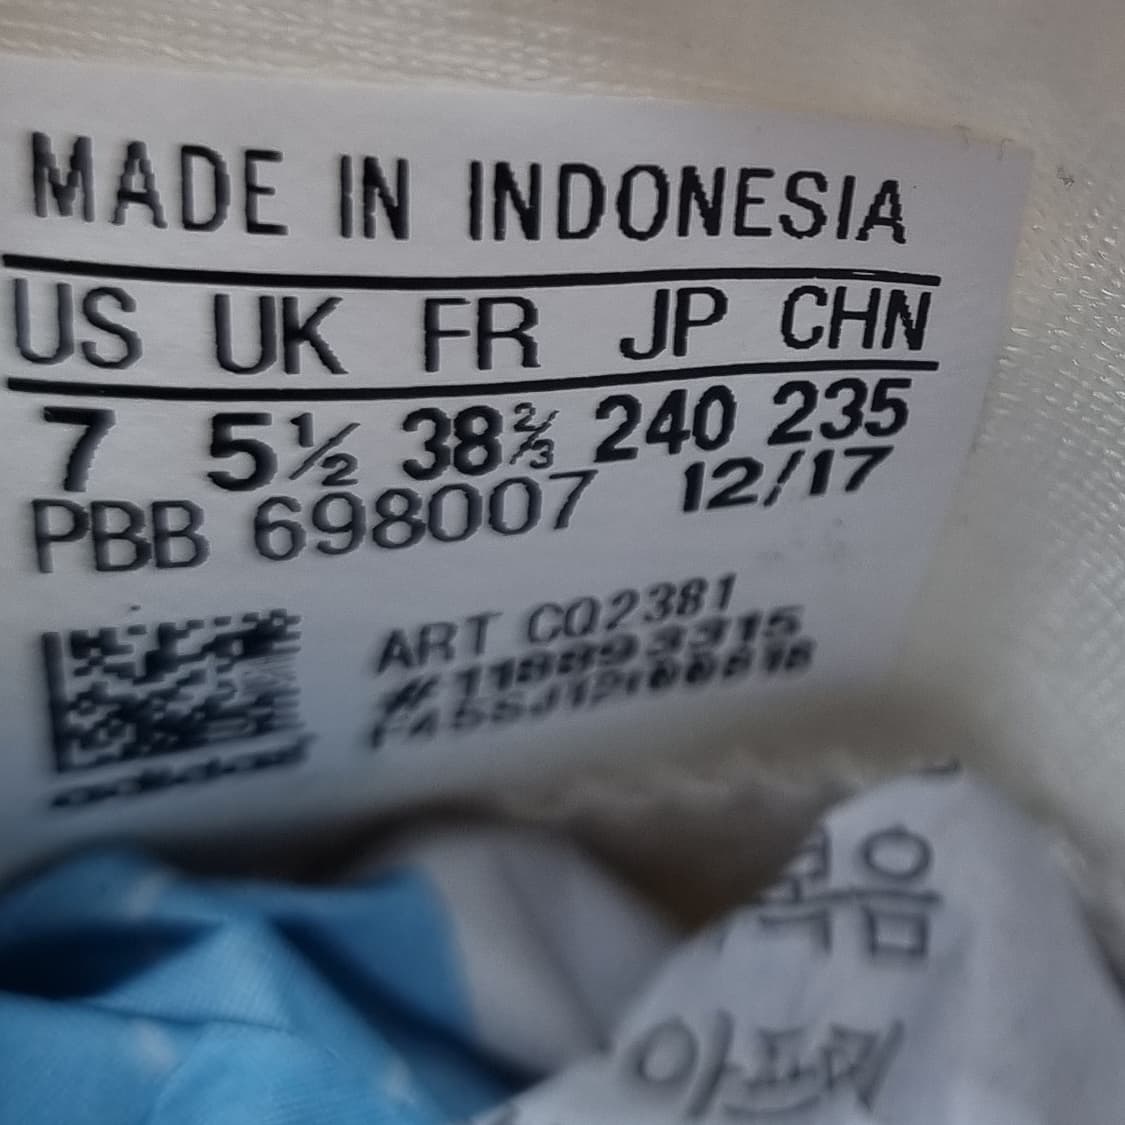 MADE IN INDONESIA
US UK FR JP CHN
7 5½ 38⅔ 240 235
PBB 698007 12/17
ART CQ2381
adidas